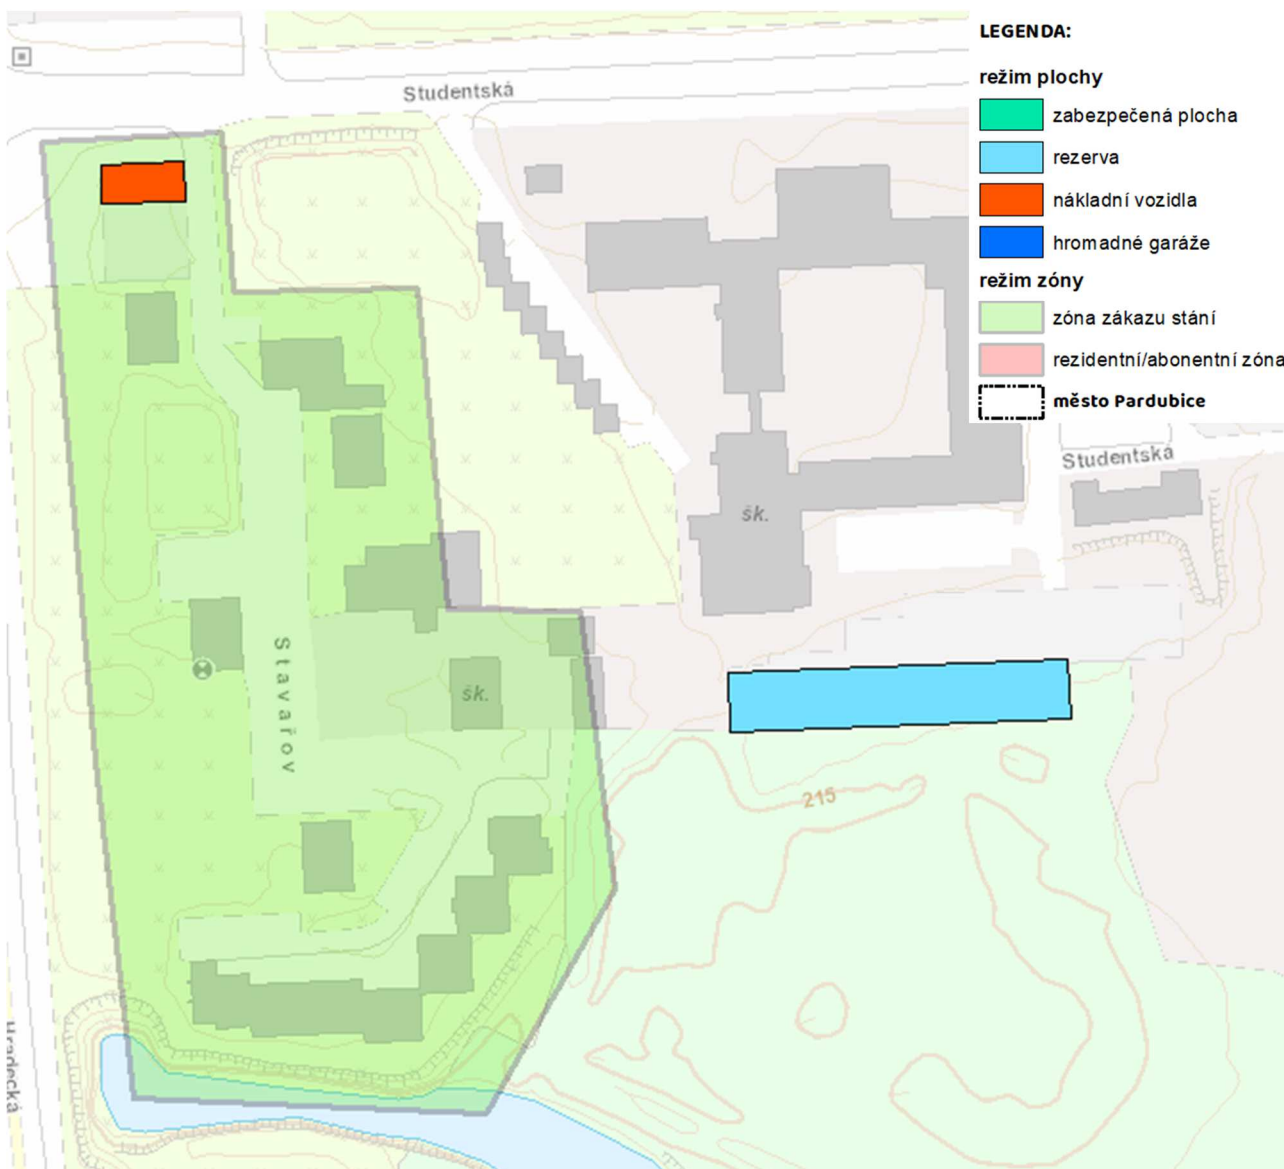 LEGENDA:
režim plochy
zabezpečená plocha
rezerva
nákladní vozidla
hromadné garáže
režim zóny
zóna zákazu stání
rezidentní/abonentní zóna
město Pardubice
Studentská
Studentská
šk.
šk.
Stavařov
215
Hradecká